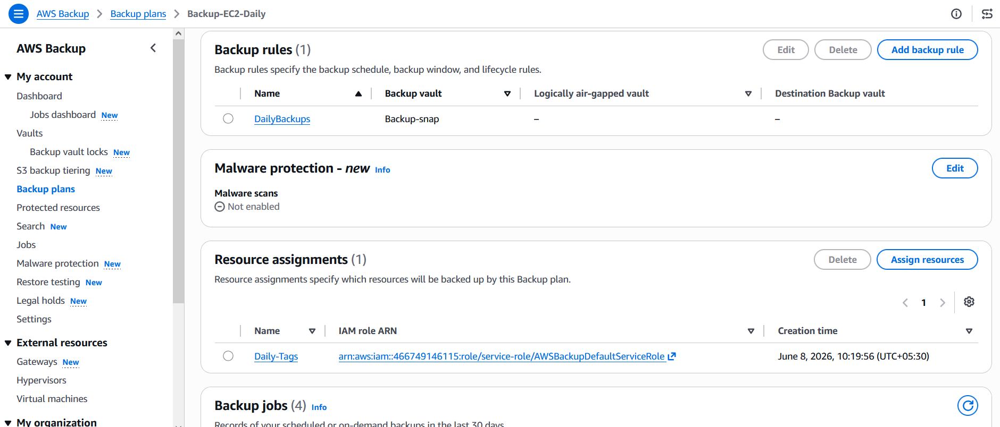 AWS Backup > Backup plans > Backup-EC2-Daily
AWS Backup
My account
Dashboard
Jobs dashboard New
Vaults
Backup vault locks New
S3 backup tiering New
Backup plans
Protected resources
Search New
Jobs
Malware protection New
Restore testing New
Legal holds New
Settings
External resources
Gateways New
Hypervisors
Virtual machines
My organization
Backup rules (1)
Edit Delete Add backup rule
Backup rules specify the backup schedule, backup window, and lifecycle rules.
Name Backup vault Logically air-gapped vault Destination Backup vault
DailyBackups Backup-snap – –
Malware protection - new Info
Edit
Malware scans
Not enabled
Resource assignments (1)
Delete Assign resources
Resource assignments specify which resources will be backed up by this Backup plan.
1
Name IAM role ARN Creation time
Daily-Tags arn:aws:iam::466749146115:role/service-role/AWSBackupDefaultServiceRole June 8, 2026, 10:19:56 (UTC+05:30)
Backup jobs (4) Info
Records of your scheduled or on-demand backups in the last 30 days.